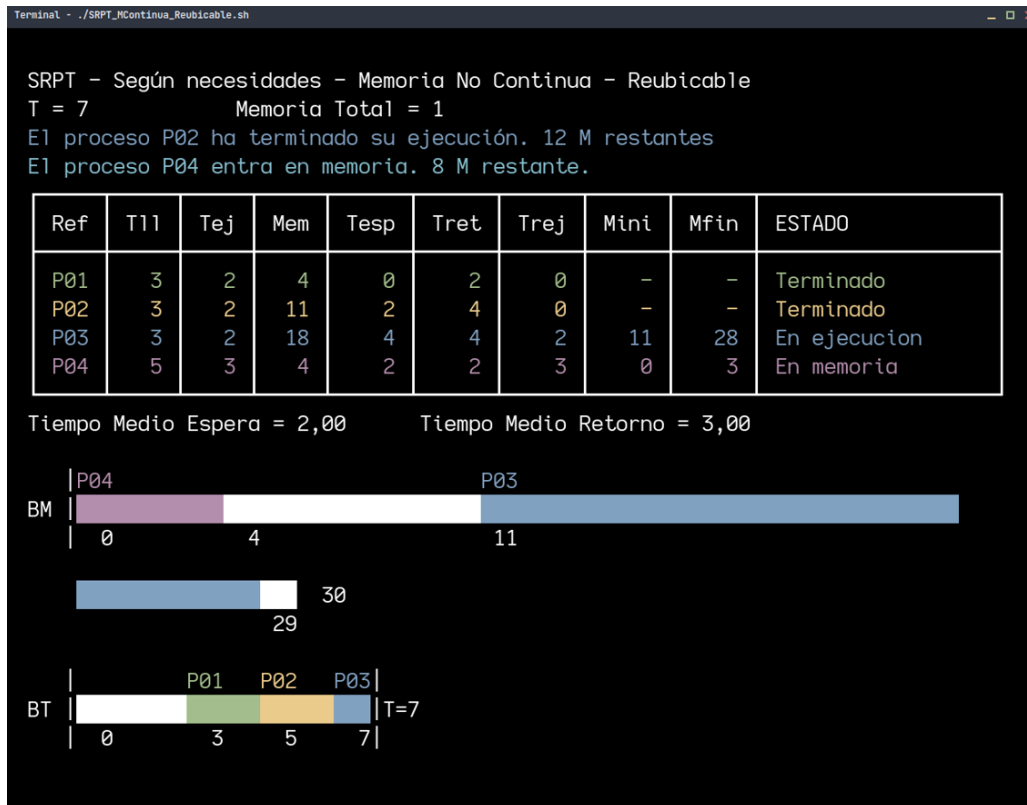 Terminal - ./SRPT_MContinua_Reubicable.sh
SRPT - Según necesidades - Memoria No Continua - Reubicable
T = 7 Memoria Total = 1
El proceso P02 ha terminado su ejecución. 12 M restantes
El proceso P04 entra en memoria. 8 M restante.
Ref Tll Tej Mem Tesp Tret Trej Mini Mfin ESTADO
P01 3 2 4 0 2 0 - - Terminado
P02 3 2 11 2 4 0 - - Terminado
P03 3 2 18 4 4 2 11 28 En ejecucion
P04 5 3 4 2 2 3 0 3 En memoria
Tiempo Medio Espera = 2,00 Tiempo Medio Retorno = 3,00
|P04 P03
BM |
| 0 4 11
30
29
| P01 P02 P03|
BT | |T=7
| 0 3 5 7|